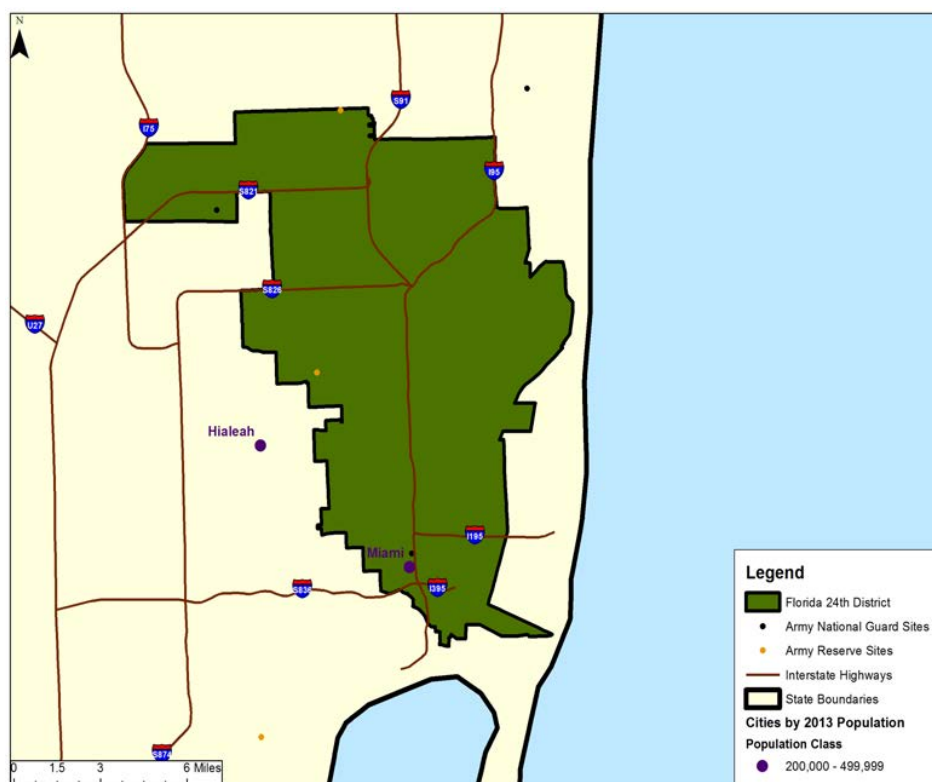 N
S91
I75
I95
S821
S826
U27
Hialeah
I195
Miami
S836
I395
S874
0 1.5 3 6 Miles
Legend
Florida 24th District
Army National Guard Sites
Army Reserve Sites
Interstate Highways
State Boundaries
Cities by 2013 Population
Population Class
200,000 - 499,999